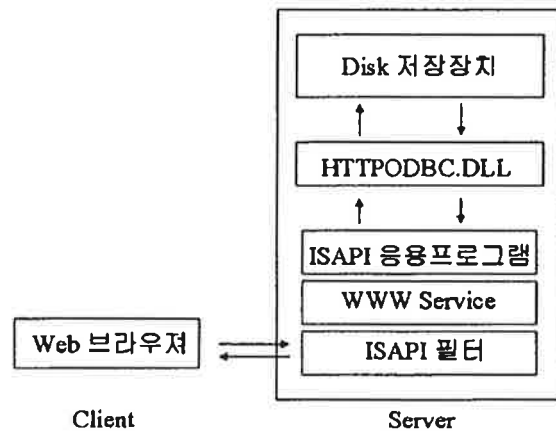 Disk 저장장치
HTTPODBC.DLL
ISAPI 응용프로그램
WWW Service
ISAPI 필터
Web 브라우져
Client
Server